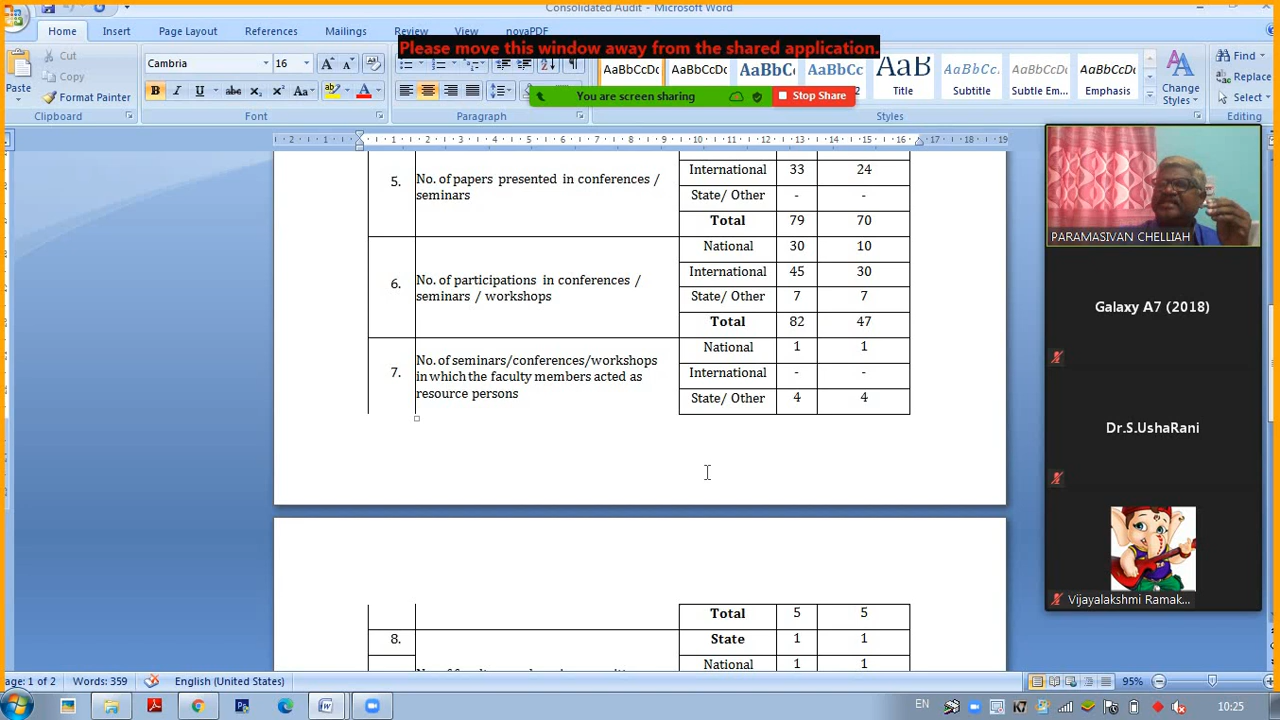 Consolidated Audit - Microsoft Word
Home Insert Page Layout References Mailings Review View novaPDF
Please move this window away from the shared application.
Cut
Copy
Format Painter
Paste
Cambria 16
AaBbCcDc AaBbCcDc AaBbC AaBbCc AaB AaBbCc. AaBbCcDc AaBbCcDc
Title Subtitle Subtle Em... Emphasis
Change Styles
Find
Replace
Select
You are screen sharing Stop Share
Clipboard Font Paragraph Styles Editing
5. No. of papers presented in conferences /
seminars
International 33 24
State/ Other - -
Total 79 70
6. No. of participations in conferences /
seminars / workshops
National 30 10
International 45 30
State/ Other 7 7
Total 82 47
7. No. of seminars/conferences/workshops
in which the faculty members acted as
resource persons
National 1 1
International - -
State/ Other 4 4
Total 5 5
8. State 1 1
National 1 1
PARAMASIVAN CHELLIAH
Galaxy A7 (2018)
Dr.S.UshaRani
Vijayalakshmi Ramak...
age: 1 of 2 Words: 359 English (United States) 95%
EN 10:25